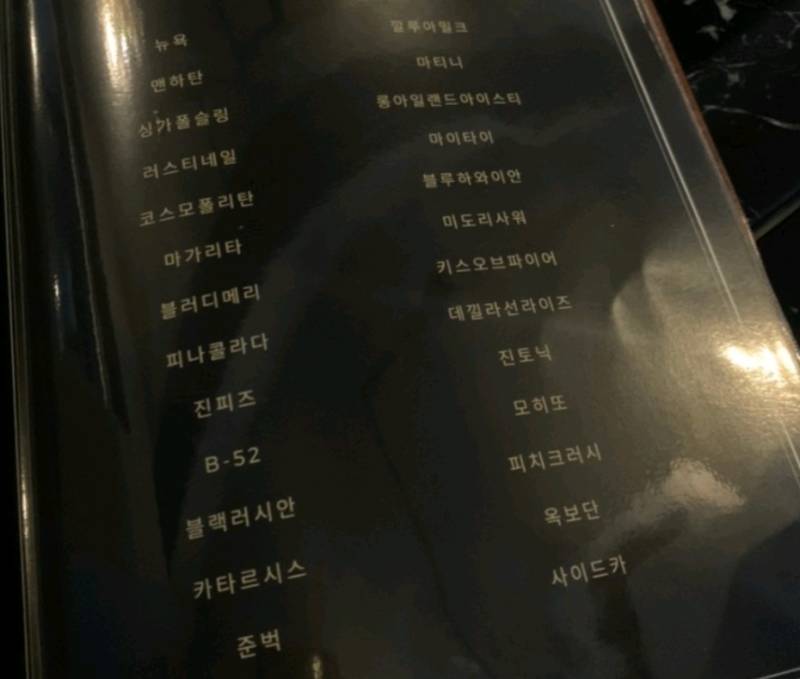 뉴욕
맨하탄
싱가폴슬링
러스티네일
코스모폴리탄
마가리타
블러디메리
피나콜라다
진피즈
B-52
블랙러시안
카타르시스
준벅
깔루아밀크
마티니
롱아일랜드아이스티
마이타이
블루하와이안
미도리사워
키스오브파이어
데낄라선라이즈
진토닉
모히또
피치크러시
옥보단
사이드카